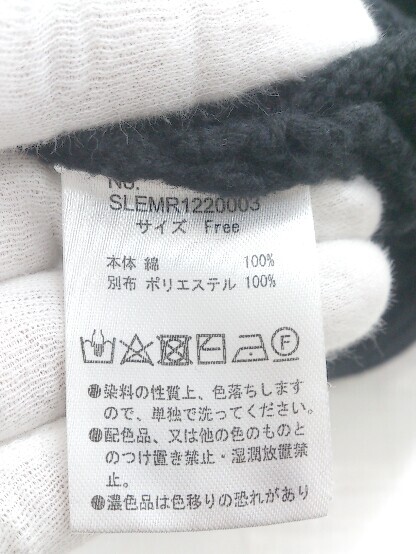 No.
SLEMR1220003
サイズ Free
本体 綿 100%
別布 ポリエステル 100%
F
●染料の性質上、色落ちします
ので、単独で洗ってください。
●配色品、又は他の色のものと
のつけ置き禁止・湿潤放置禁
止。
●濃色品は色移りの恐れがあり